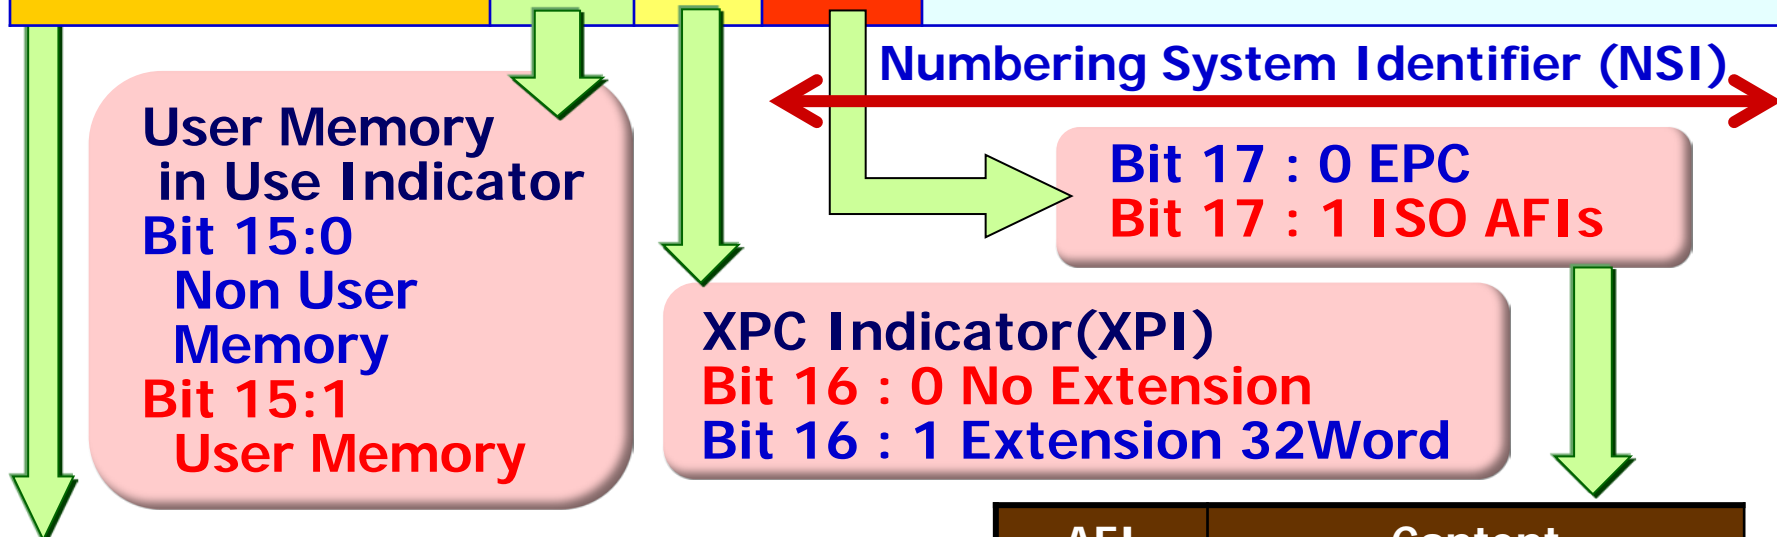 Numbering System Identifier (NSI)
User Memory
in Use Indicator
Bit 15:0
Non User
Memory
Bit 15:1
User Memory
Bit 17 : 0 EPC
Bit 17 : 1 ISO AFIs
XPC Indicator(XPI)
Bit 16 : 0 No Extension
Bit 16 : 1 Extension 32Word
AFI Content